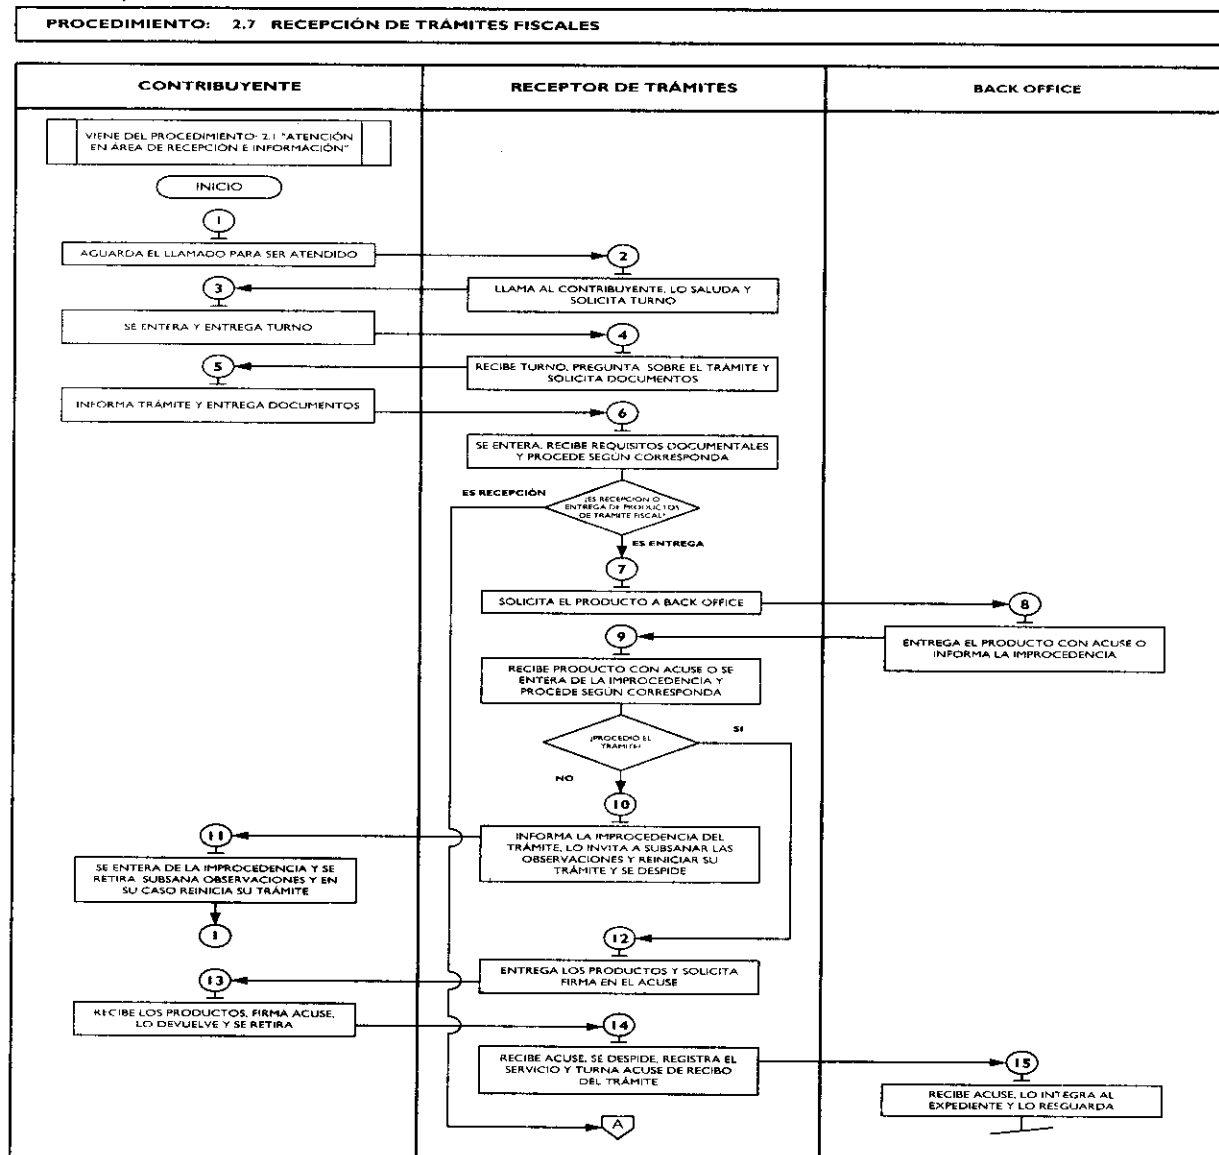 PROCEDIMIENTO: 2.7 RECEPCIÓN DE TRÁMITES FISCALES
CONTRIBUYENTE
RECEPTOR DE TRÁMITES
BACK OFFICE
VIENE DEL PROCEDIMIENTO- 2.1 "ATENCIÓN
EN ÁREA DE RECEPCIÓN E INFORMACIÓN"
INICIO
1
AGUARDA EL LLAMADO PARA SER ATENDIDO
2
LLAMA AL CONTRIBUYENTE, LO SALUDA Y
SOLICITA TURNO
3
SE ENTERA Y ENTREGA TURNO
4
RECIBE TURNO, PREGUNTA SOBRE EL TRÁMITE Y
SOLICITA DOCUMENTOS
5
INFORMA TRÁMITE Y ENTREGA DOCUMENTOS
6
SE ENTERA, RECIBE REQUISITOS DOCUMENTALES
Y PROCEDE SEGÚN CORRESPONDA
ES RECEPCIÓN
¿ES RECEPCIÓN O
ENTREGA DE PRODUCTOS
DE TRÁMITE FISCAL?
ES ENTREGA
7
SOLICITA EL PRODUCTO A BACK OFFICE
8
ENTREGA EL PRODUCTO CON ACUSE O
INFORMA LA IMPROCEDENCIA
9
RECIBE PRODUCTO CON ACUSE O SE
ENTERA DE LA IMPROCEDENCIA Y
PROCEDE SEGÚN CORRESPONDA
¿PROCEDIÓ EL
TRÁMITE?
SI
NO
10
INFORMA LA IMPROCEDENCIA DEL
TRÁMITE, LO INVITA A SUBSANAR LAS
OBSERVACIONES Y REINICIAR SU
TRÁMITE Y SE DESPIDE
11
SE ENTERA DE LA IMPROCEDENCIA Y SE
RETIRA SUBSANA OBSERVACIONES Y EN
SU CASO REINICIA SU TRÁMITE
1
12
ENTREGA LOS PRODUCTOS Y SOLICITA
FIRMA EN EL ACUSE
13
RECIBE LOS PRODUCTOS, FIRMA ACUSE,
LO DEVUELVE Y SE RETIRA
14
RECIBE ACUSE, SE DESPIDE, REGISTRA EL
SERVICIO Y TURNA ACUSE DE RECIBO
DEL TRÁMITE
15
RECIBE ACUSE, LO INTEGRA AL
EXPEDIENTE Y LO RESGUARDA
A